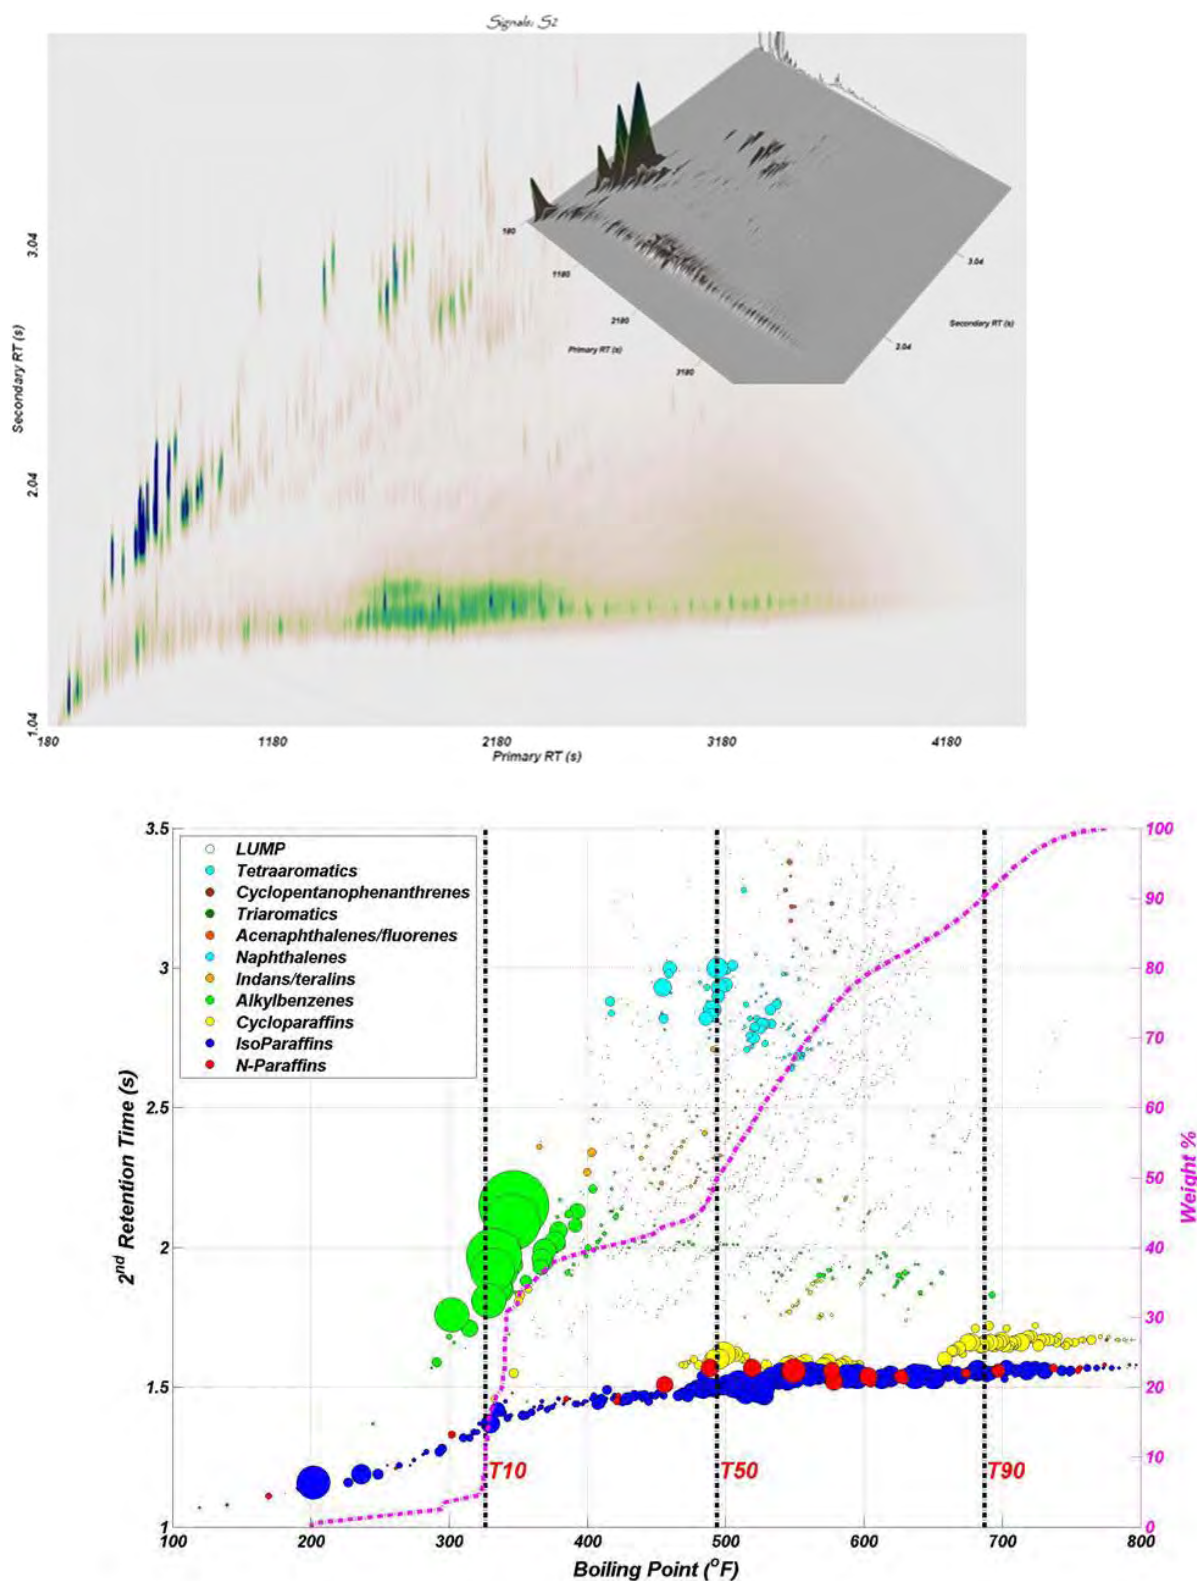 Signals: S2
3.04
2.04
1.04
Secondary RT (s)
180
1180
2180
3180
4180
Primary RT (s)
180
1180
2180
3180
Primary RT (s)
3.04
2.04
Secondary RT (s)
3.5
3
2.5
2
1.5
1
2nd Retention Time (s)
LUMP
Tetraaromatics
Cyclopentanophenanthrenes
Triaromatics
Acenaphthalenes/fluorenes
Naphthalenes
Indans/teralins
Alkylbenzenes
Cycloparaffins
IsoParaffins
N-Paraffins
T10
T50
T90
100
90
80
70
60
50
40
30
20
10
0
Weight %
100
200
300
400
500
600
700
800
Boiling Point (°F)